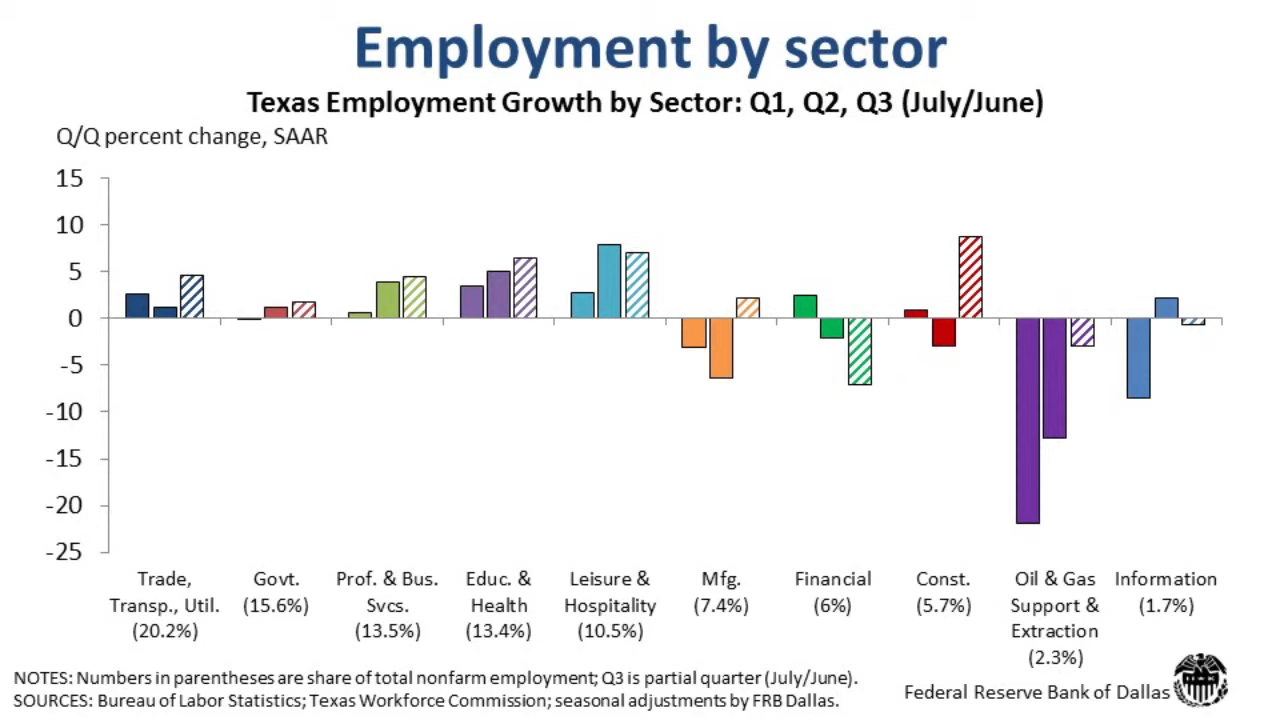 Employment by sector
Texas Employment Growth by Sector: Q1, Q2, Q3 (July/June)
Q/Q percent change, SAAR
15
10
5
0
-5
-10
-15
-20
-25
Trade,
Transp., Util.
(20.2%)
Govt.
(15.6%)
Prof. & Bus.
Svcs.
(13.5%)
Educ. &
Health
(13.4%)
Leisure &
Hospitality
(10.5%)
Mfg.
(7.4%)
Financial
(6%)
Const.
(5.7%)
Oil & Gas
Support &
Extraction
(2.3%)
Information
(1.7%)
NOTES: Numbers in parentheses are share of total nonfarm employment; Q3 is partial quarter (July/June).
SOURCES: Bureau of Labor Statistics; Texas Workforce Commission; seasonal adjustments by FRB Dallas.
Federal Reserve Bank of Dallas